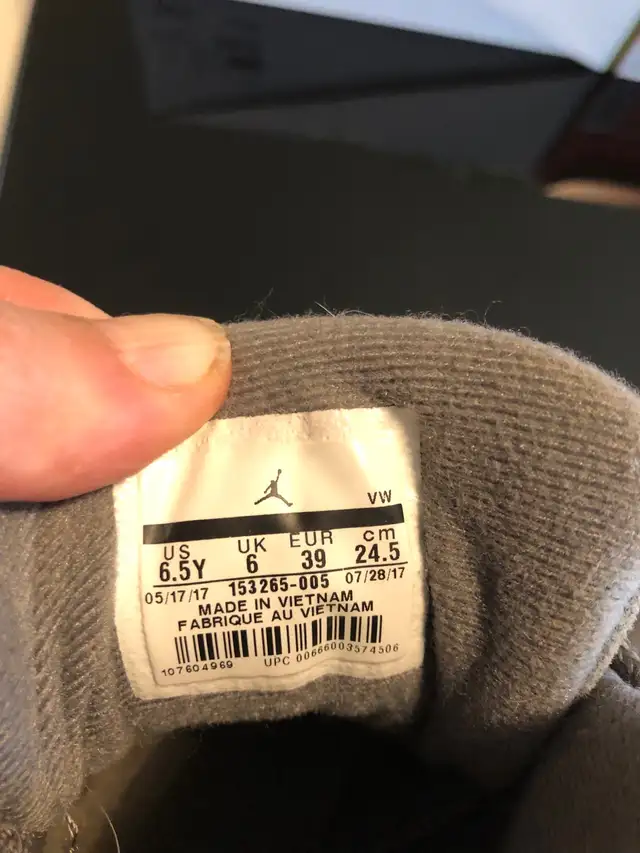 VW
US UK EUR cm
6.5Y 6 39 24.5
05/17/17 153265-005 07/28/17
MADE IN VIETNAM
FABRIQUE AU VIETNAM
107604969 UPC 00666003574506